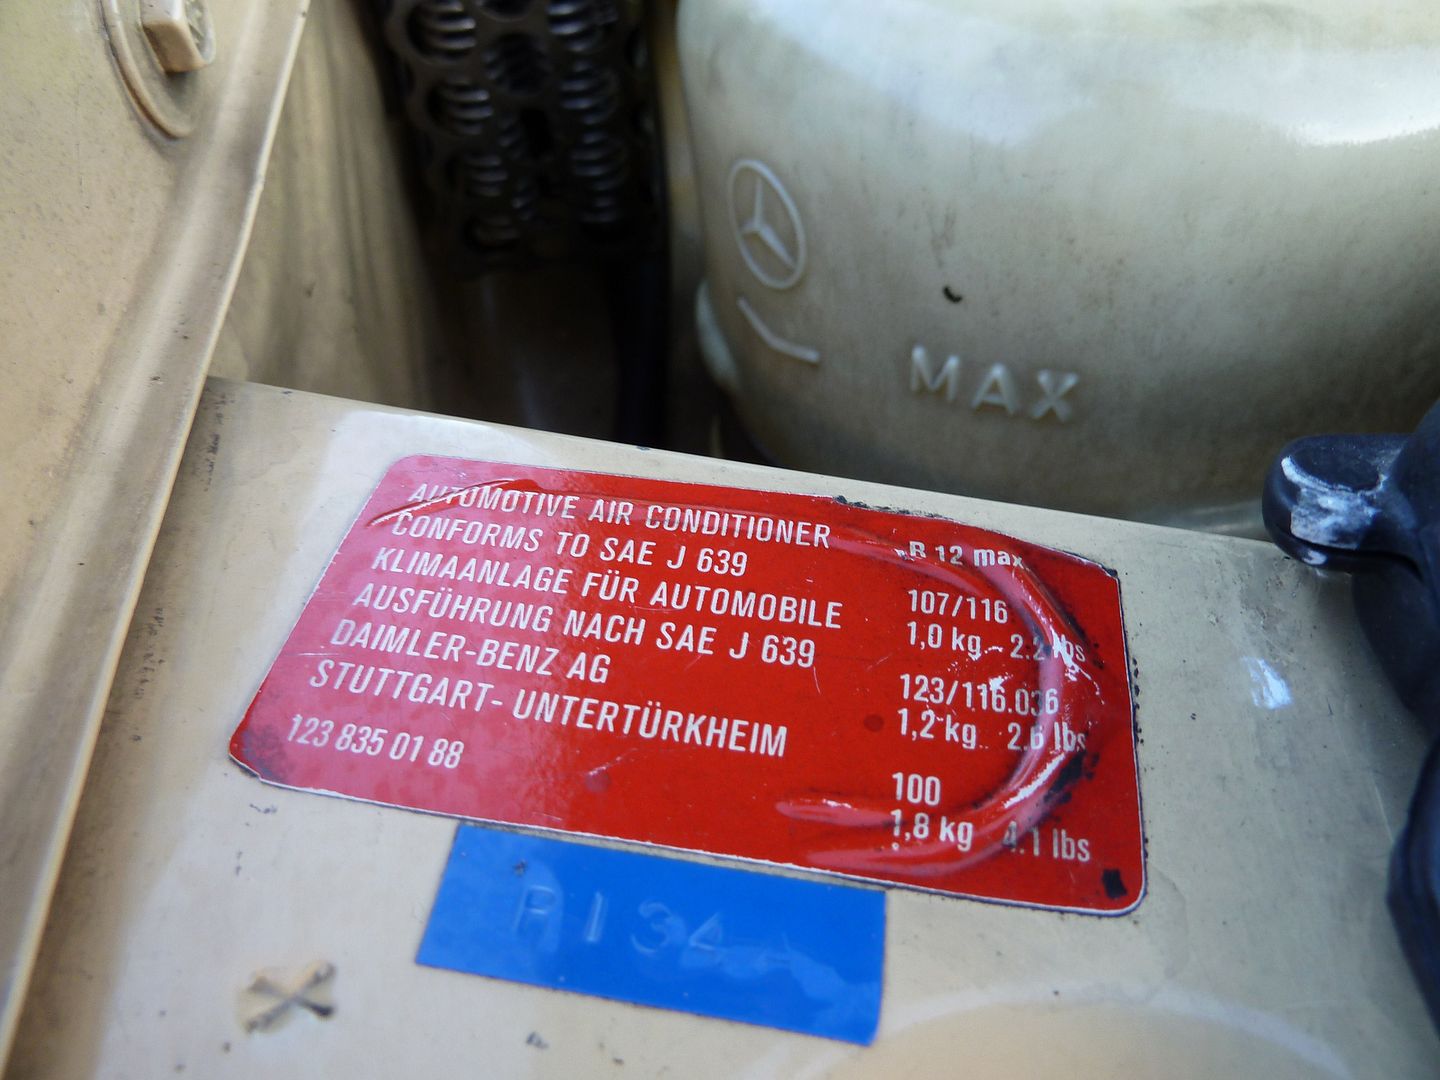 MAX
AUTOMOTIVE AIR CONDITIONER
CONFORMS TO SAE J 639
KLIMAANLAGE FÜR AUTOMOBILE
AUSFÜHRUNG NACH SAE J 639
DAIMLER-BENZ AG
STUTTGART-UNTERTÜRKHEIM
123 835 01 88
R 12 max.
107/116
1,0 kg 2.2 lbs
123/116.036
1,2 kg 2.6 lbs
100
1,8 kg 4.1 lbs
R134